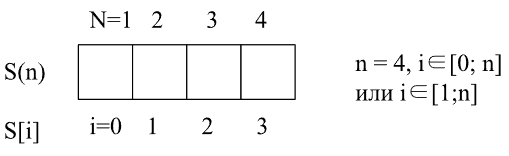 N=1 2 3 4
S(n)
n = 4, i∈[0; n]
или i∈[1;n]
S[i] i=0 1 2 3